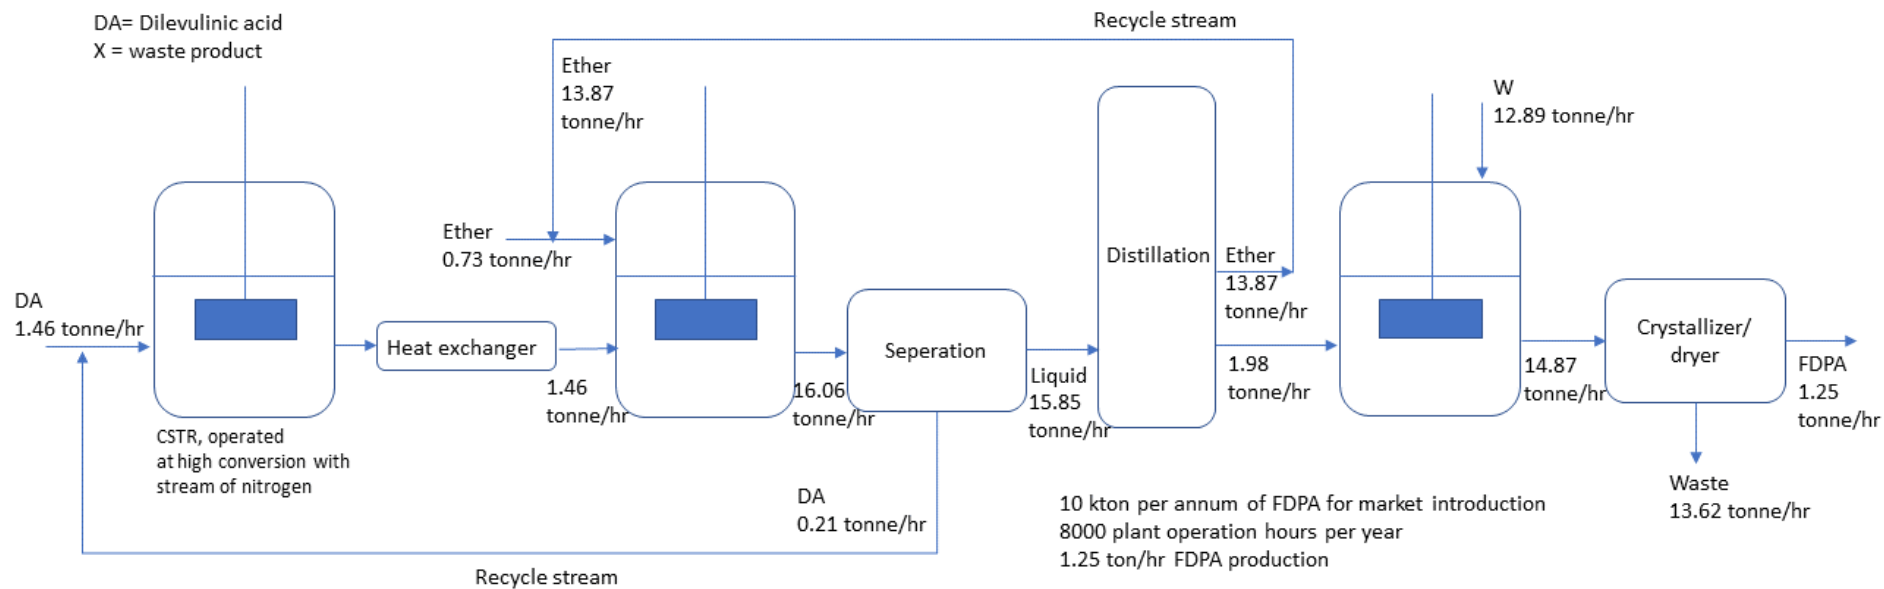 DA= Dilevulinic acid
X = waste product
Recycle stream
Ether
13.87
tonne/hr
W
12.89 tonne/hr
Ether
0.73 tonne/hr
Distillation
Ether
13.87
tonne/hr
DA
1.46 tonne/hr
Heat exchanger
1.46
tonne/hr
16.06
tonne/hr
Seperation
Liquid
15.85
tonne/hr
1.98
tonne/hr
14.87
tonne/hr
Crystallizer/
dryer
FDPA
1.25
tonne/hr
CSTR, operated
at high conversion with
stream of nitrogen
DA
0.21 tonne/hr
Waste
13.62 tonne/hr
10 kton per annum of FDPA for market introduction
8000 plant operation hours per year
1.25 ton/hr FDPA production
Recycle stream